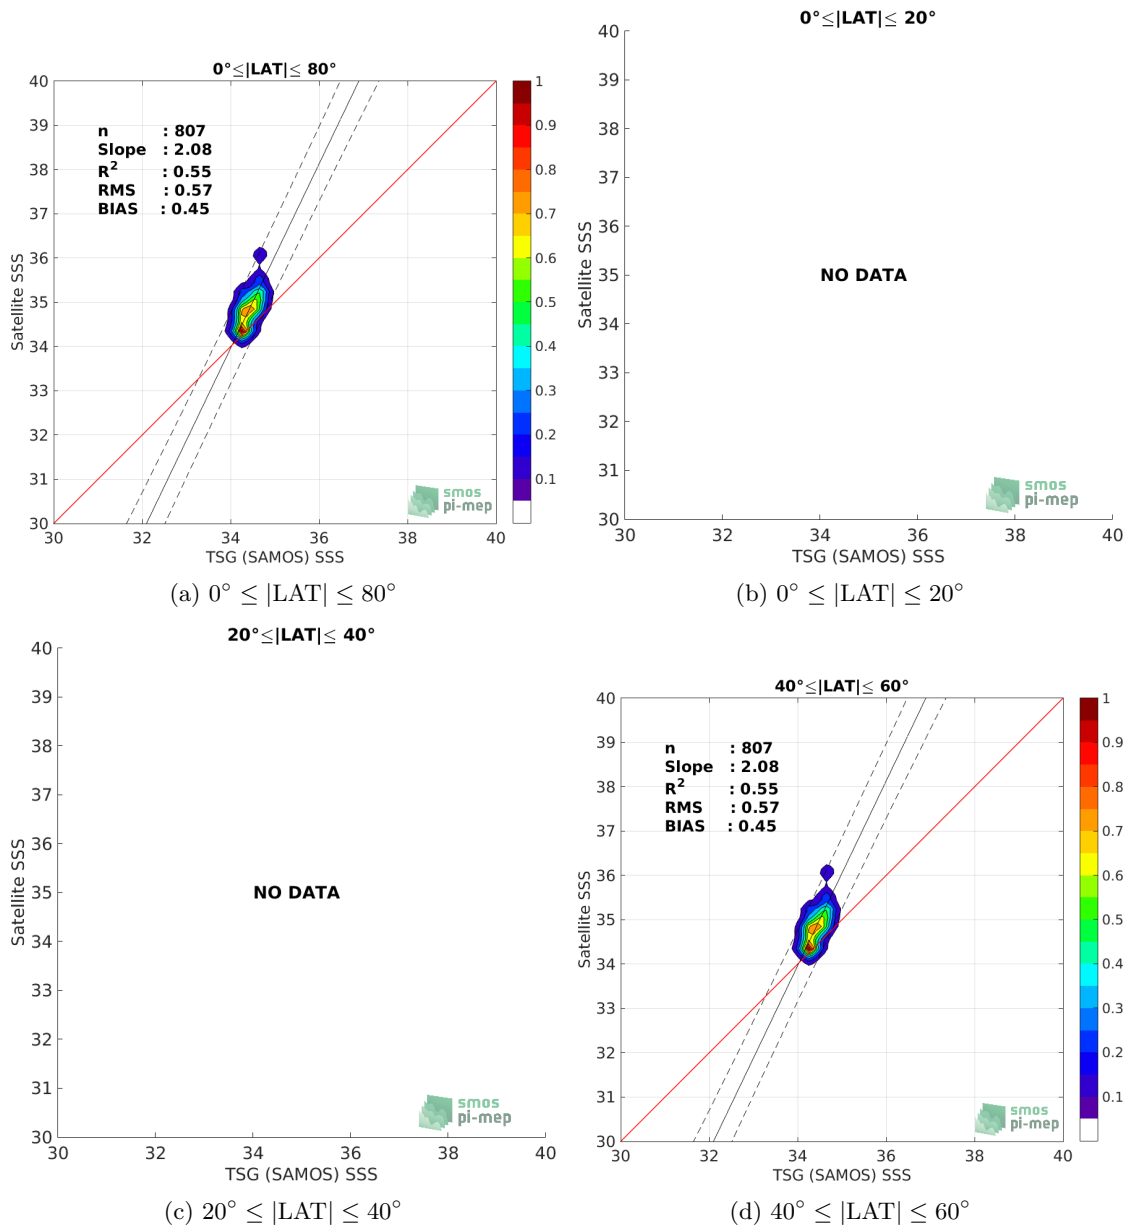 0°≤|LAT|≤ 80°
40
39
38
37
36
35
34
33
32
31
30
Satellite SSS
n : 807
Slope : 2.08
R² : 0.55
RMS : 0.57
BIAS : 0.45
smos
pi-mep
30 32 34 36 38 40
TSG (SAMOS) SSS
1
0.9
0.8
0.7
0.6
0.5
0.4
0.3
0.2
0.1
(a) 0° ≤ |LAT| ≤ 80°
0°≤|LAT|≤ 20°
40
39
38
37
36
35
34
33
32
31
30
Satellite SSS
NO DATA
smos
pi-mep
30 32 34 36 38 40
TSG (SAMOS) SSS
(b) 0° ≤ |LAT| ≤ 20°
20°≤|LAT|≤ 40°
40
39
38
37
36
35
34
33
32
31
30
Satellite SSS
NO DATA
smos
pi-mep
30 32 34 36 38 40
TSG (SAMOS) SSS
(c) 20° ≤ |LAT| ≤ 40°
40°≤|LAT|≤ 60°
40
39
38
37
36
35
34
33
32
31
30
Satellite SSS
n : 807
Slope : 2.08
R² : 0.55
RMS : 0.57
BIAS : 0.45
smos
pi-mep
30 32 34 36 38 40
TSG (SAMOS) SSS
1
0.9
0.8
0.7
0.6
0.5
0.4
0.3
0.2
0.1
(d) 40° ≤ |LAT| ≤ 60°